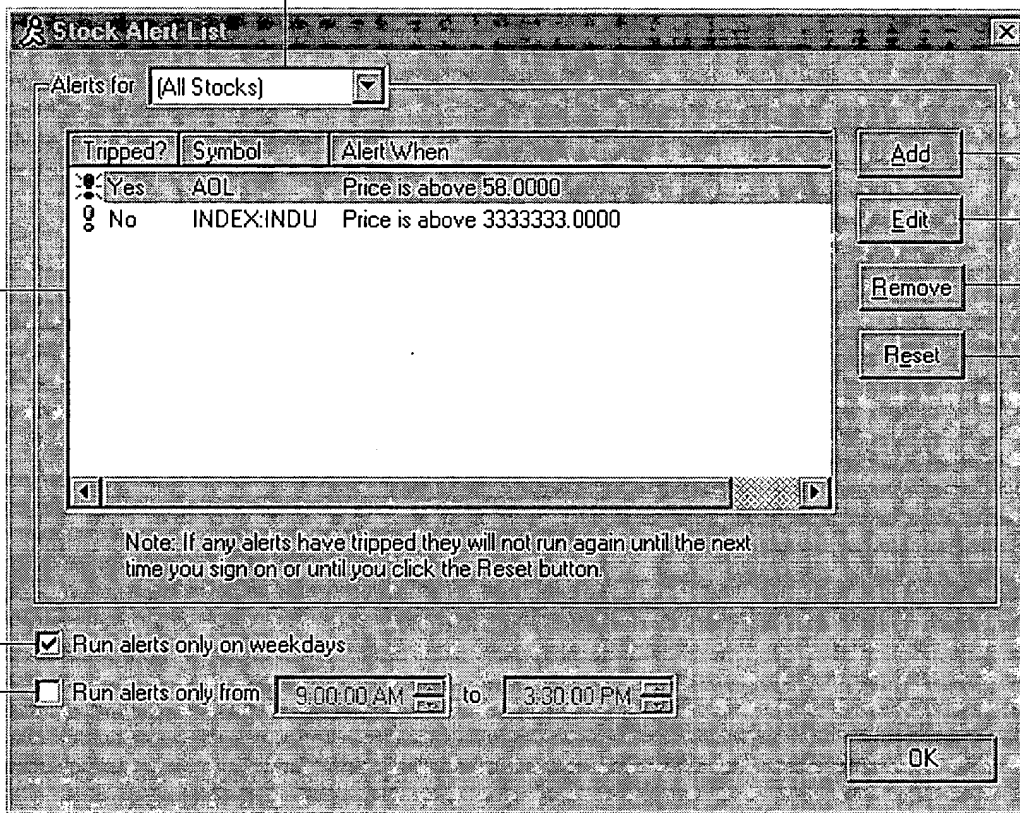 Stock Alert List
Alerts for (All Stocks)
Tripped? Symbol Alert When
Yes AOL Price is above 58.0000
No INDEX:INDU Price is above 3333333.0000
Add
Edit
Remove
Reset
Note: If any alerts have tripped they will not run again until the next
time you sign on or until you click the Reset button.
Run alerts only on weekdays
Run alerts only from 9:00:00 AM to 3:30:00 PM
OK